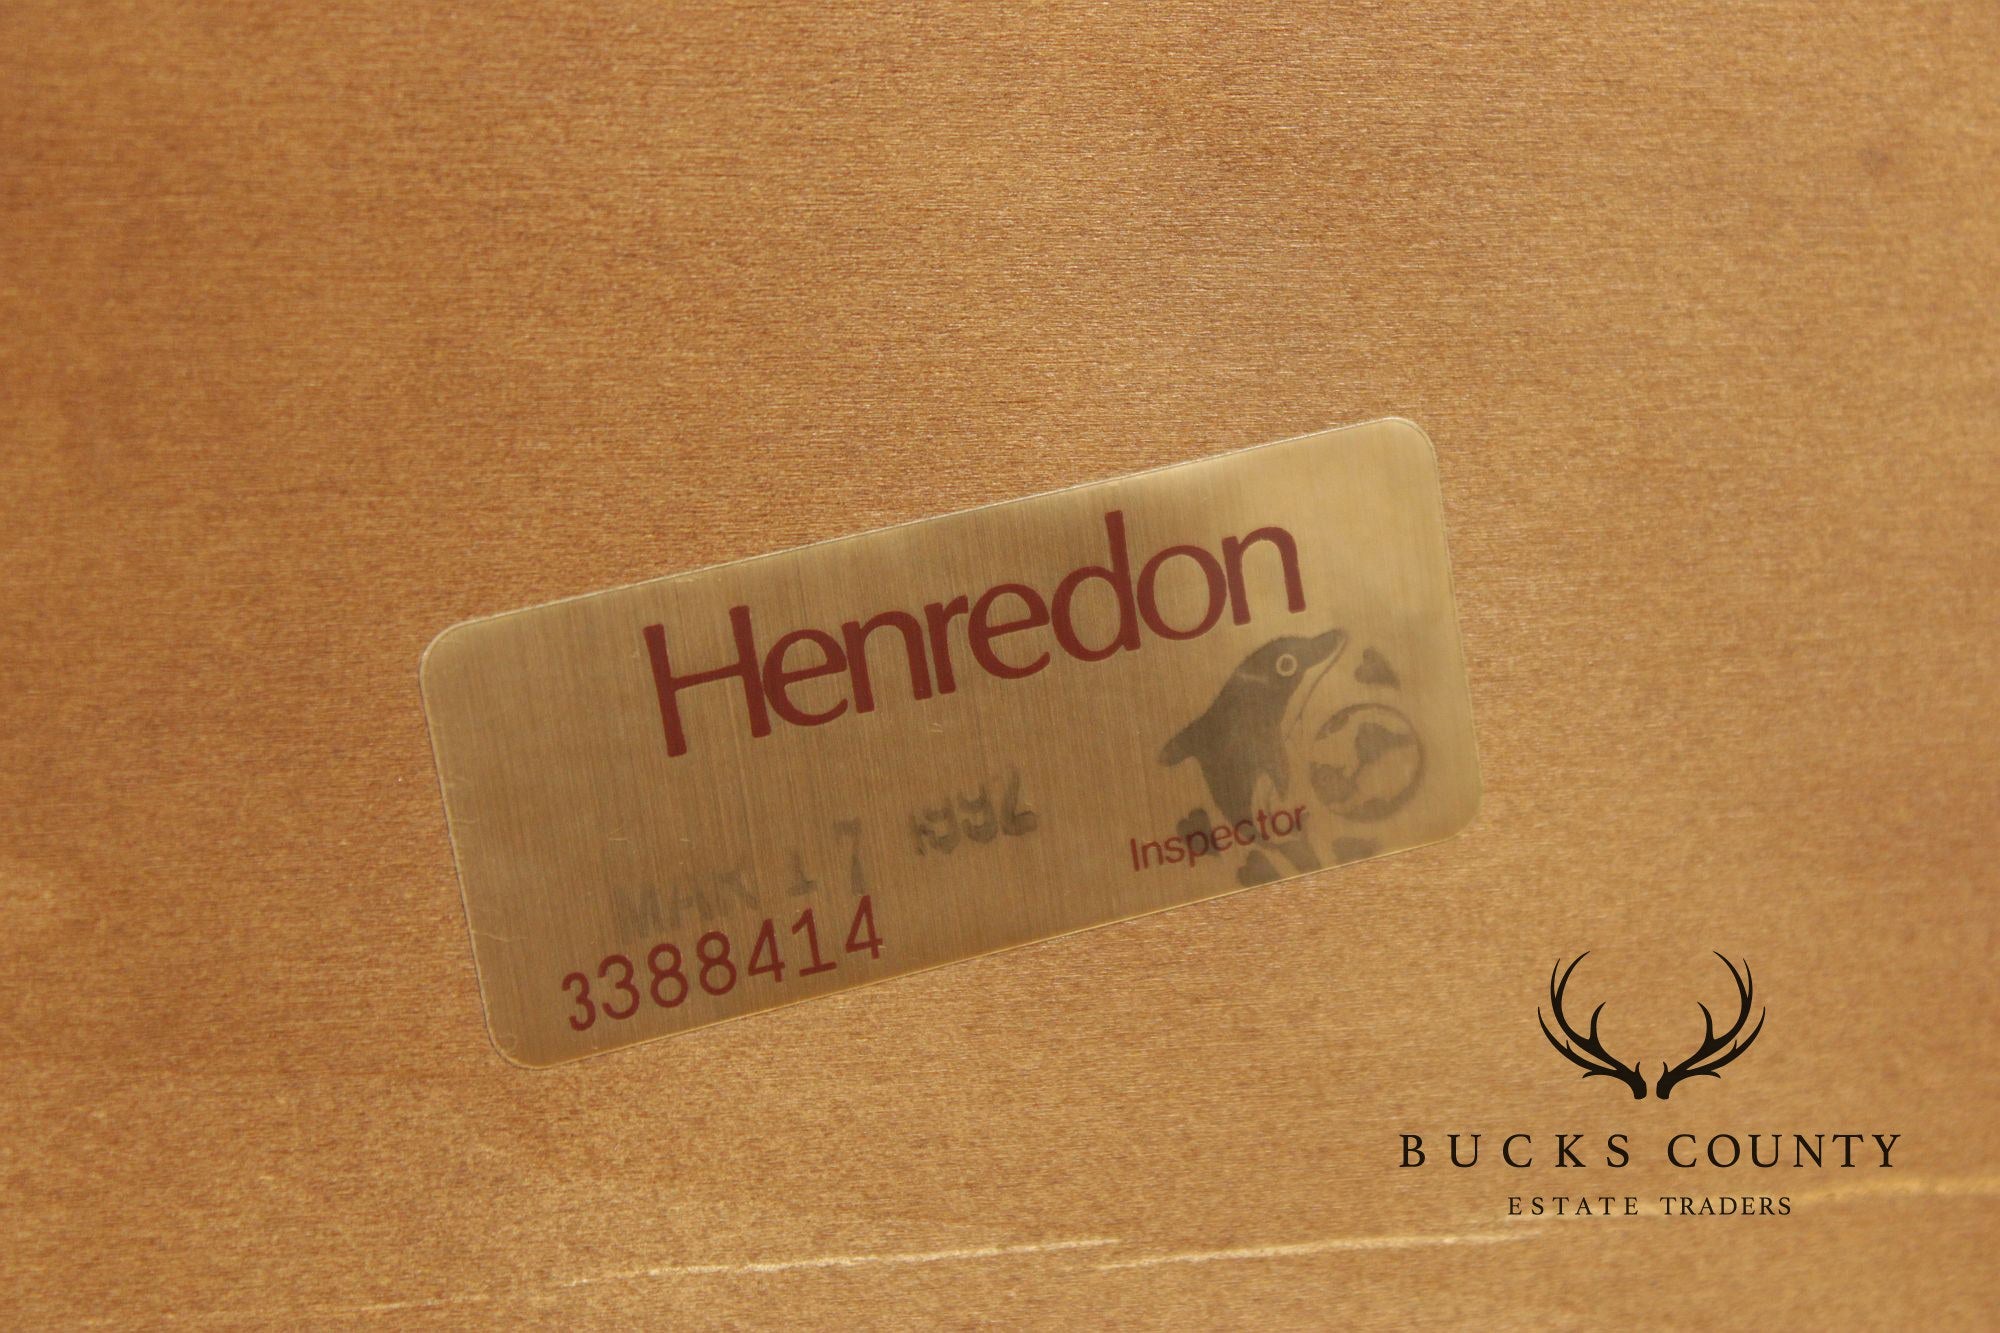 Henredon
MAR 17 1992
Inspector
3388414
BUCKS COUNTY
ESTATE TRADERS